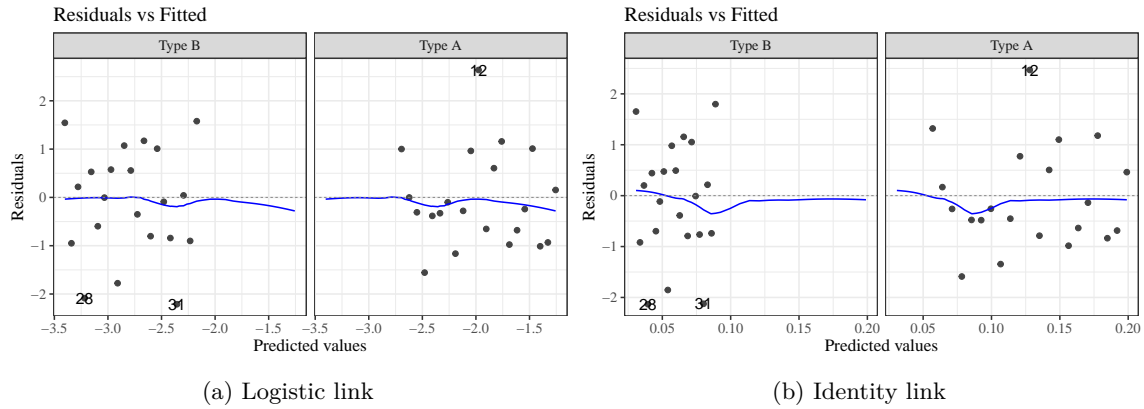 Residuals vs Fitted
Type B
Type A
Residuals
2
1
0
−1
−2
12
28
31
−3.5 −3.0 −2.5 −2.0 −1.5
−3.5 −3.0 −2.5 −2.0 −1.5
Predicted values
(a) Logistic link
Residuals vs Fitted
Type B
Type A
Residuals
2
1
0
−1
−2
12
28
31
0.05 0.10 0.15 0.20
0.05 0.10 0.15 0.20
Predicted values
(b) Identity link